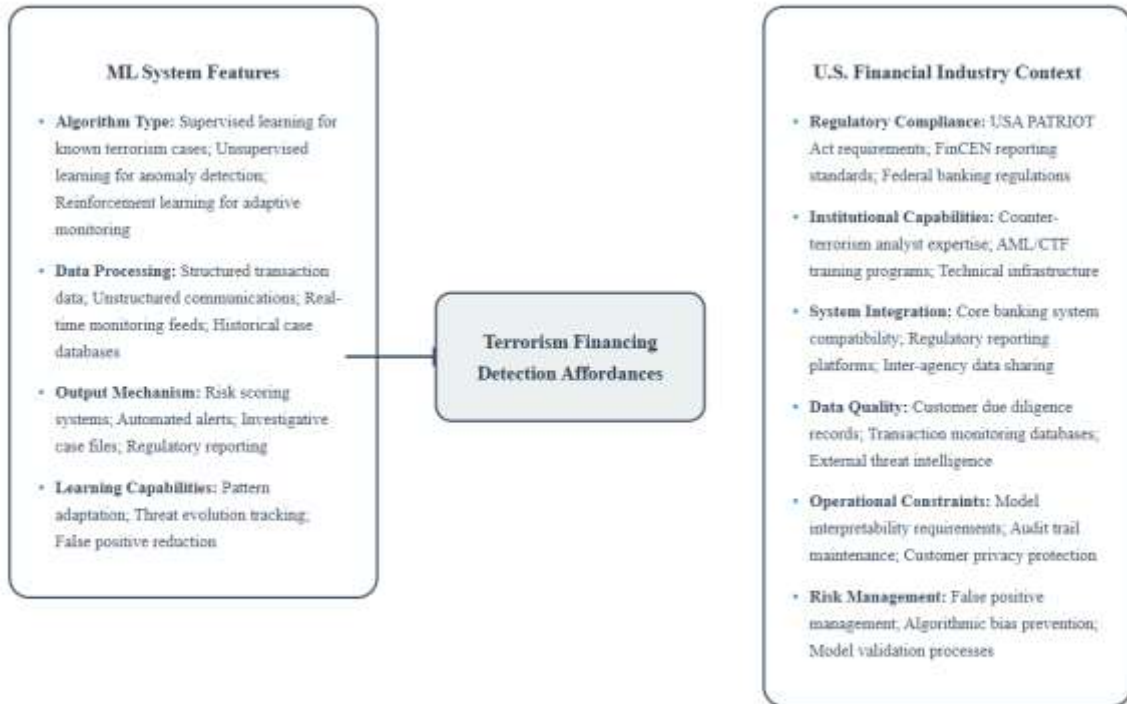 ML System Features
• Algorithm Type: Supervised learning for
known terrorism cases; Unsupervised
learning for anomaly detection;
Reinforcement learning for adaptive
monitoring
• Data Processing: Structured transaction
data; Unstructured communications; Real-
time monitoring feeds; Historical case
databases
• Output Mechanism: Risk scoring
systems; Automated alerts; Investigative
case files; Regulatory reporting
• Learning Capabilities: Pattern
adaptation; Threat evolution tracking;
False positive reduction
Terrorism Financing
Detection Affordances
U.S. Financial Industry Context
• Regulatory Compliance: USA PATRIOT
Act requirements; FinCEN reporting
standards; Federal banking regulations
• Institutional Capabilities: Counter-
terrorism analyst expertise; AML/CTF
training programs; Technical infrastructure
• System Integration: Core banking system
compatibility; Regulatory reporting
platforms; Inter-agency data sharing
• Data Quality: Customer due diligence
records; Transaction monitoring databases;
External threat intelligence
• Operational Constraints: Model
interpretability requirements; Audit trail
maintenance; Customer privacy protection
• Risk Management: False positive
management; Algorithmic bias prevention;
Model validation processes